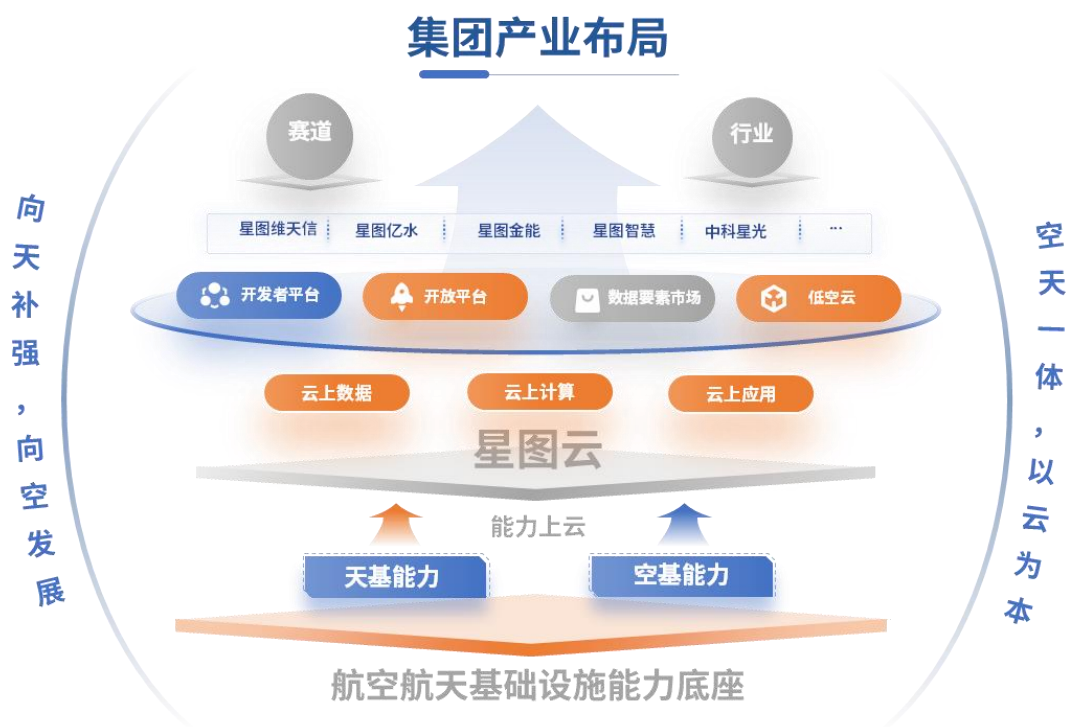 集团产业布局
赛道
行业
星图维天信
星图亿水
星图金能
星图智慧
中科星光
...
开发者平台
开放平台
数据要素市场
低空云
云上数据
云上计算
云上应用
星图云
能力上云
天基能力
空基能力
航空航天基础设施能力底座
向天补强，向空发展
空天一体，以云为本